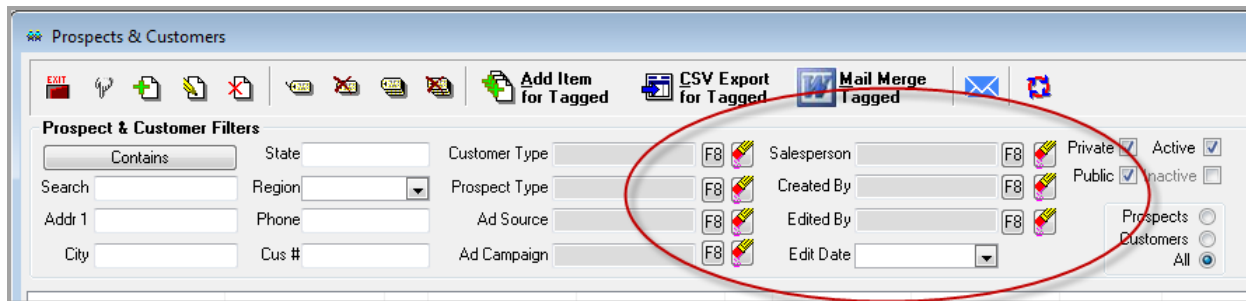 Prospects & Customers
EXIT
Add Item for Tagged
CSV Export for Tagged
W Mail Merge Tagged
Prospect & Customer Filters
Contains State Customer Type F8 Salesperson F8 Private Active
Search Region Prospect Type F8 Created By F8 Public Inactive
Addr 1 Phone Ad Source F8 Edited By F8 Prospects
City Cus # Ad Campaign F8 Edit Date Customers
All